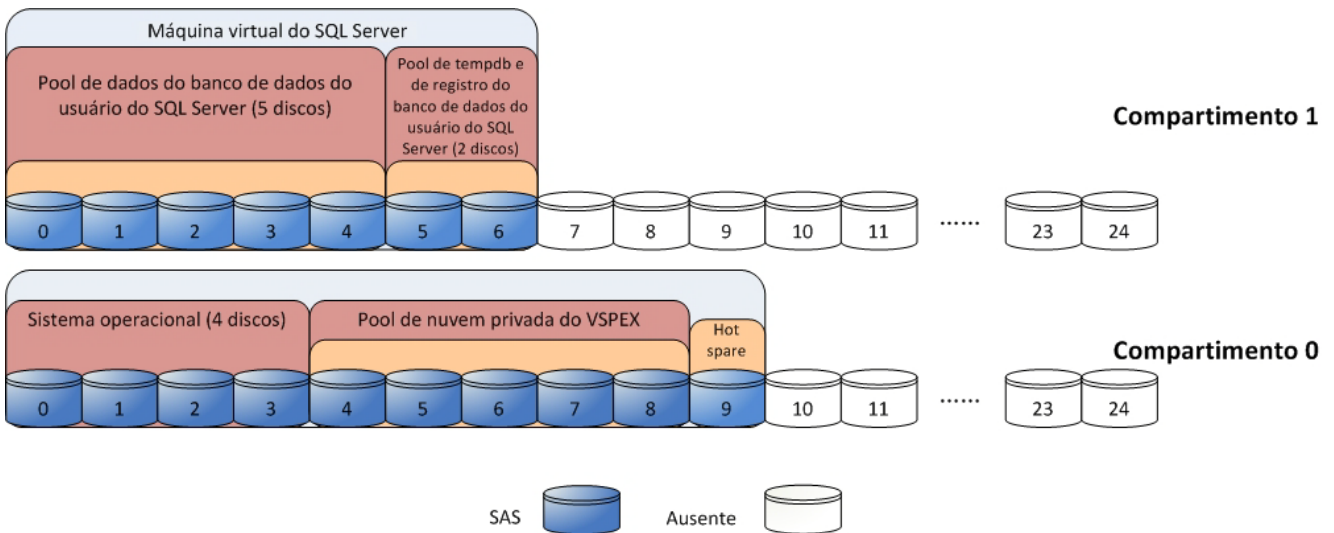 Máquina virtual do SQL Server
Pool de dados do banco de dados do
usuário do SQL Server (5 discos)
Pool de tempdb e
de registro do
banco de dados do
usuário do SQL
Server (2 discos)
Compartimento 1
0 1 2 3 4 5 6 7 8 9 10 11 ...... 23 24
Sistema operacional (4 discos)
Pool de nuvem privada do VSPEX
Hot
spare
Compartimento 0
0 1 2 3 4 5 6 7 8 9 10 11 ...... 23 24
SAS
Ausente